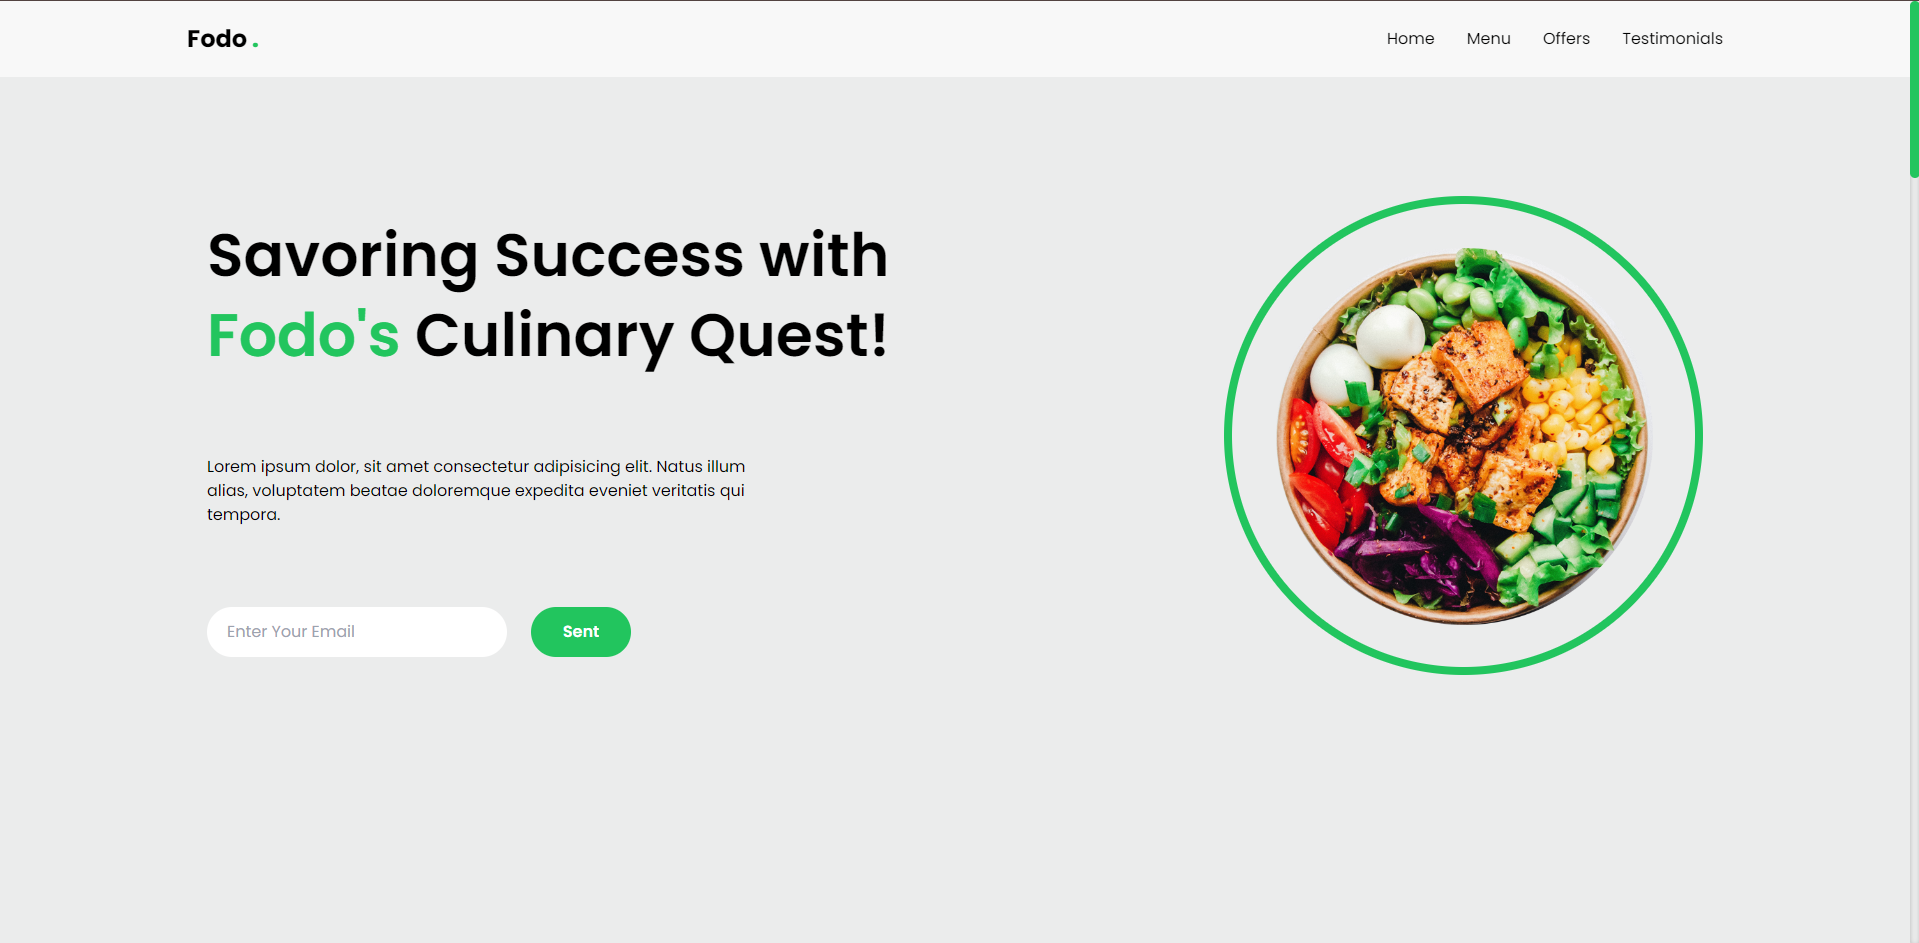 Fodo .
Home Menu Offers Testimonials
Savoring Success with
Fodo's Culinary Quest!
Lorem ipsum dolor, sit amet consectetur adipisicing elit. Natus illum
alias, voluptatem beatae doloremque expedita eveniet veritatis qui
tempora.
Enter Your Email
Sent